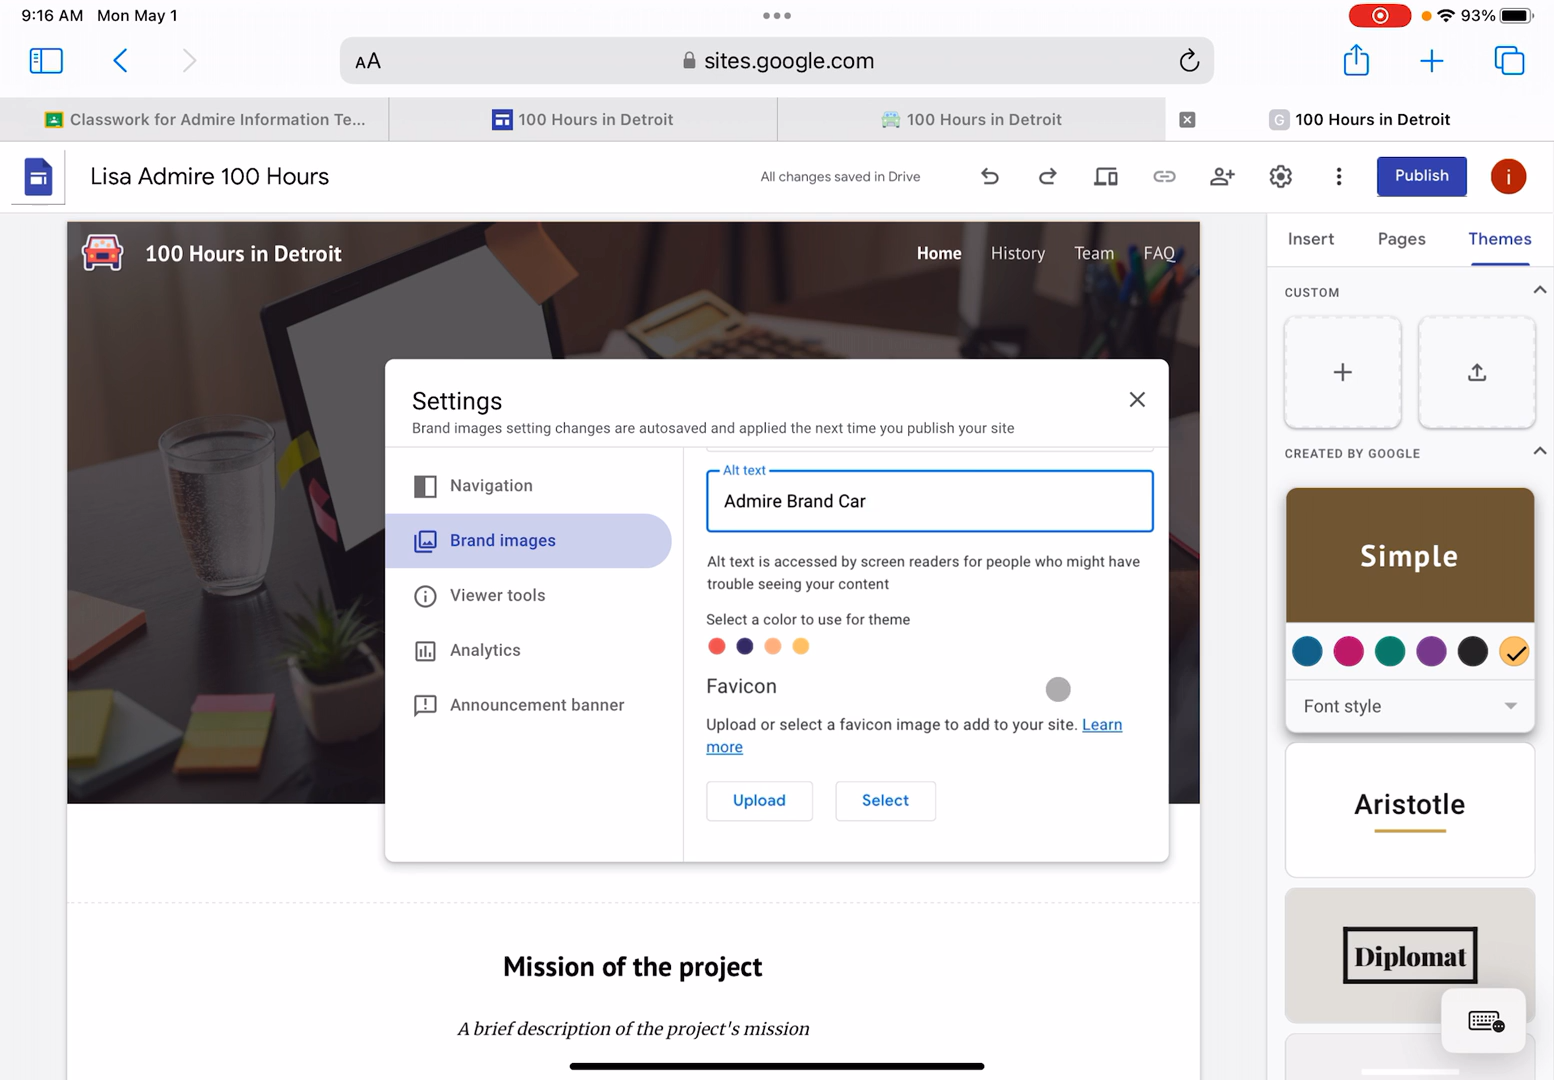 9:16 AM Mon May 1
93%
AA
sites.google.com
Classwork for Admire Information Te...
100 Hours in Detroit
100 Hours in Detroit
G 100 Hours in Detroit
Lisa Admire 100 Hours
All changes saved in Drive
Publish
i
100 Hours in Detroit
Home
History
Team
FAQ
Insert
Pages
Themes
CUSTOM
Settings
Brand images setting changes are autosaved and applied the next time you publish your site
Navigation
Brand images
Viewer tools
Analytics
Announcement banner
Alt text
Admire Brand Car
Alt text is accessed by screen readers for people who might have
trouble seeing your content
Select a color to use for theme
Favicon
Upload or select a favicon image to add to your site. Learn
more
Upload
Select
CREATED BY GOOGLE
Simple
Font style
Aristotle
Diplomat
Mission of the project
A brief description of the project's mission